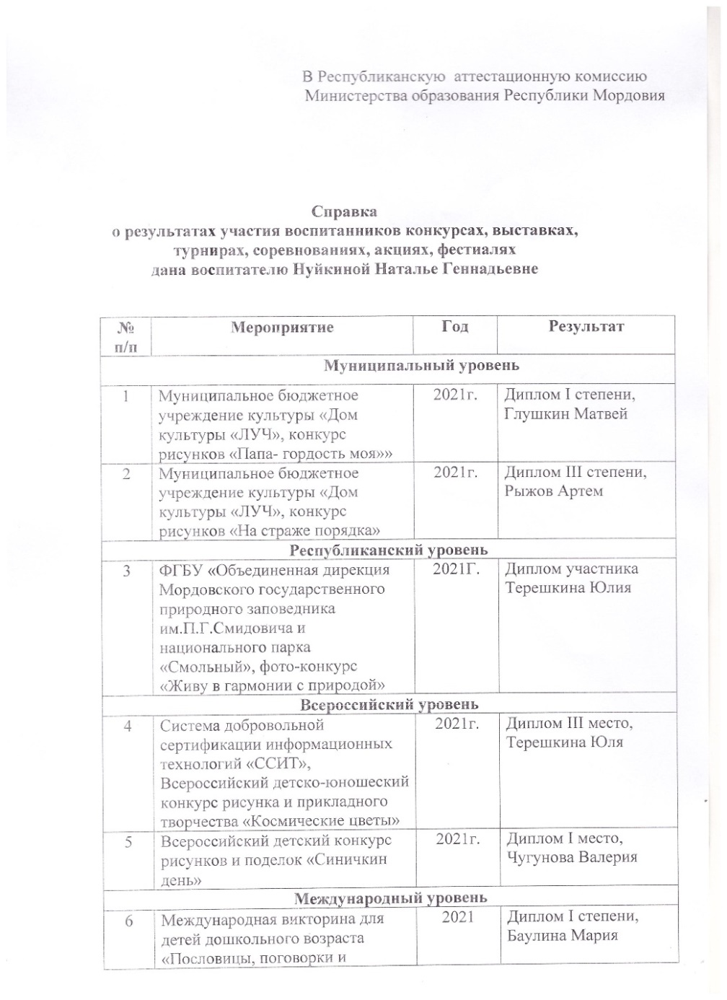 В Республиканскую аттестационную комиссию
Министерства образования Республики Мордовия
Справка
о результатах участия воспитанников конкурсах, выставках,
турнирах, соревнованиях, акциях, фестиалях
дана воспитателю Нуйкиной Наталье Геннадьевне
№ п/п
Мероприятие
Год
Результат
Муниципальный уровень
1
Муниципальное бюджетное
учреждение культуры «Дом
культуры «ЛУЧ», конкурс
рисунков «Папа- гордость моя»»
2021г.
Диплом I степени,
Глушкин Матвей
2
Муниципальное бюджетное
учреждение культуры «Дом
культуры «ЛУЧ», конкурс
рисунков «На страже порядка»
2021г.
Диплом III степени,
Рыжов Артем
Республиканский уровень
3
ФГБУ «Объединенная дирекция
Мордовского государственного
природного заповедника
им.П.Г.Смидовича и
национального парка
«Смольный», фото-конкурс
«Живу в гармонии с природой»
2021Г.
Диплом участника
Терешкина Юлия
Всероссийский уровень
4
Система добровольной
сертификации информационных
технологий «ССИТ»,
Всероссийский детско-юношеский
конкурс рисунка и прикладного
творчества «Космические цветы»
2021г.
Диплом III место,
Терешкина Юля
5
Всероссийский детский конкурс
рисунков и поделок «Синичкин
день»
2021г.
Диплом I место,
Чугунова Валерия
Международный уровень
6
Международная викторина для
детей дошкольного возраста
«Пословицы, поговорки и
2021
Диплом I степени,
Баулина Мария